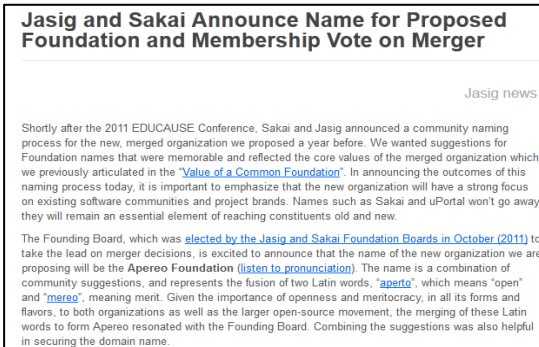 Jasig and Sakai Announce Name for Proposed
Foundation and Membership Vote on Merger
Jasig news
Shortly after the 2011 EDUCAUSE Conference, Sakai and Jasig announced a community naming
process for the new, merged organization we proposed a year before. We wanted suggestions for
Foundation names that were memorable and reflected the core values of the merged organization which
we previously articulated in the “Value of a Common Foundation”. In announcing the outcomes of this
naming process today, it is important to emphasize that the new organization will have a strong focus
on existing software communities and project brands. Names such as Sakai and uPortal won’t go away
they will remain an essential element of reaching constituents old and new.
The Founding Board, which was elected by the Jasig and Sakai Foundation Boards in October (2011) to
take the lead on merger decisions, is excited to announce that the name of the new organization we are
proposing will be the Apereo Foundation (listen to pronunciation). The name is a combination of
community suggestions, and represents the fusion of two Latin words, “aperto”, which means “open”
and “mereo”, meaning merit. Given the importance of openness and meritocracy, in all its forms and
flavors, to both organizations as well as the larger open-source movement, the merging of these Latin
words to form Apereo resonated with the Founding Board. Combining the suggestions was also helpful
in securing the domain name.